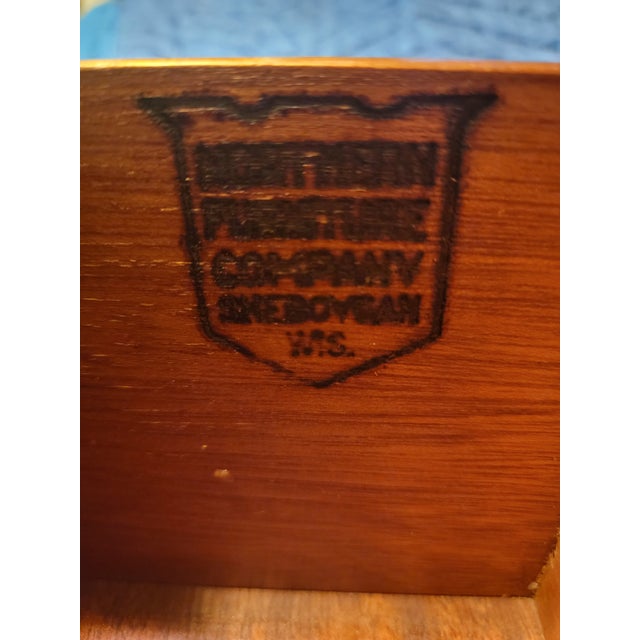 NORTHERN
FURNITURE
COMPANY
SHEBOYGAN
WIS.